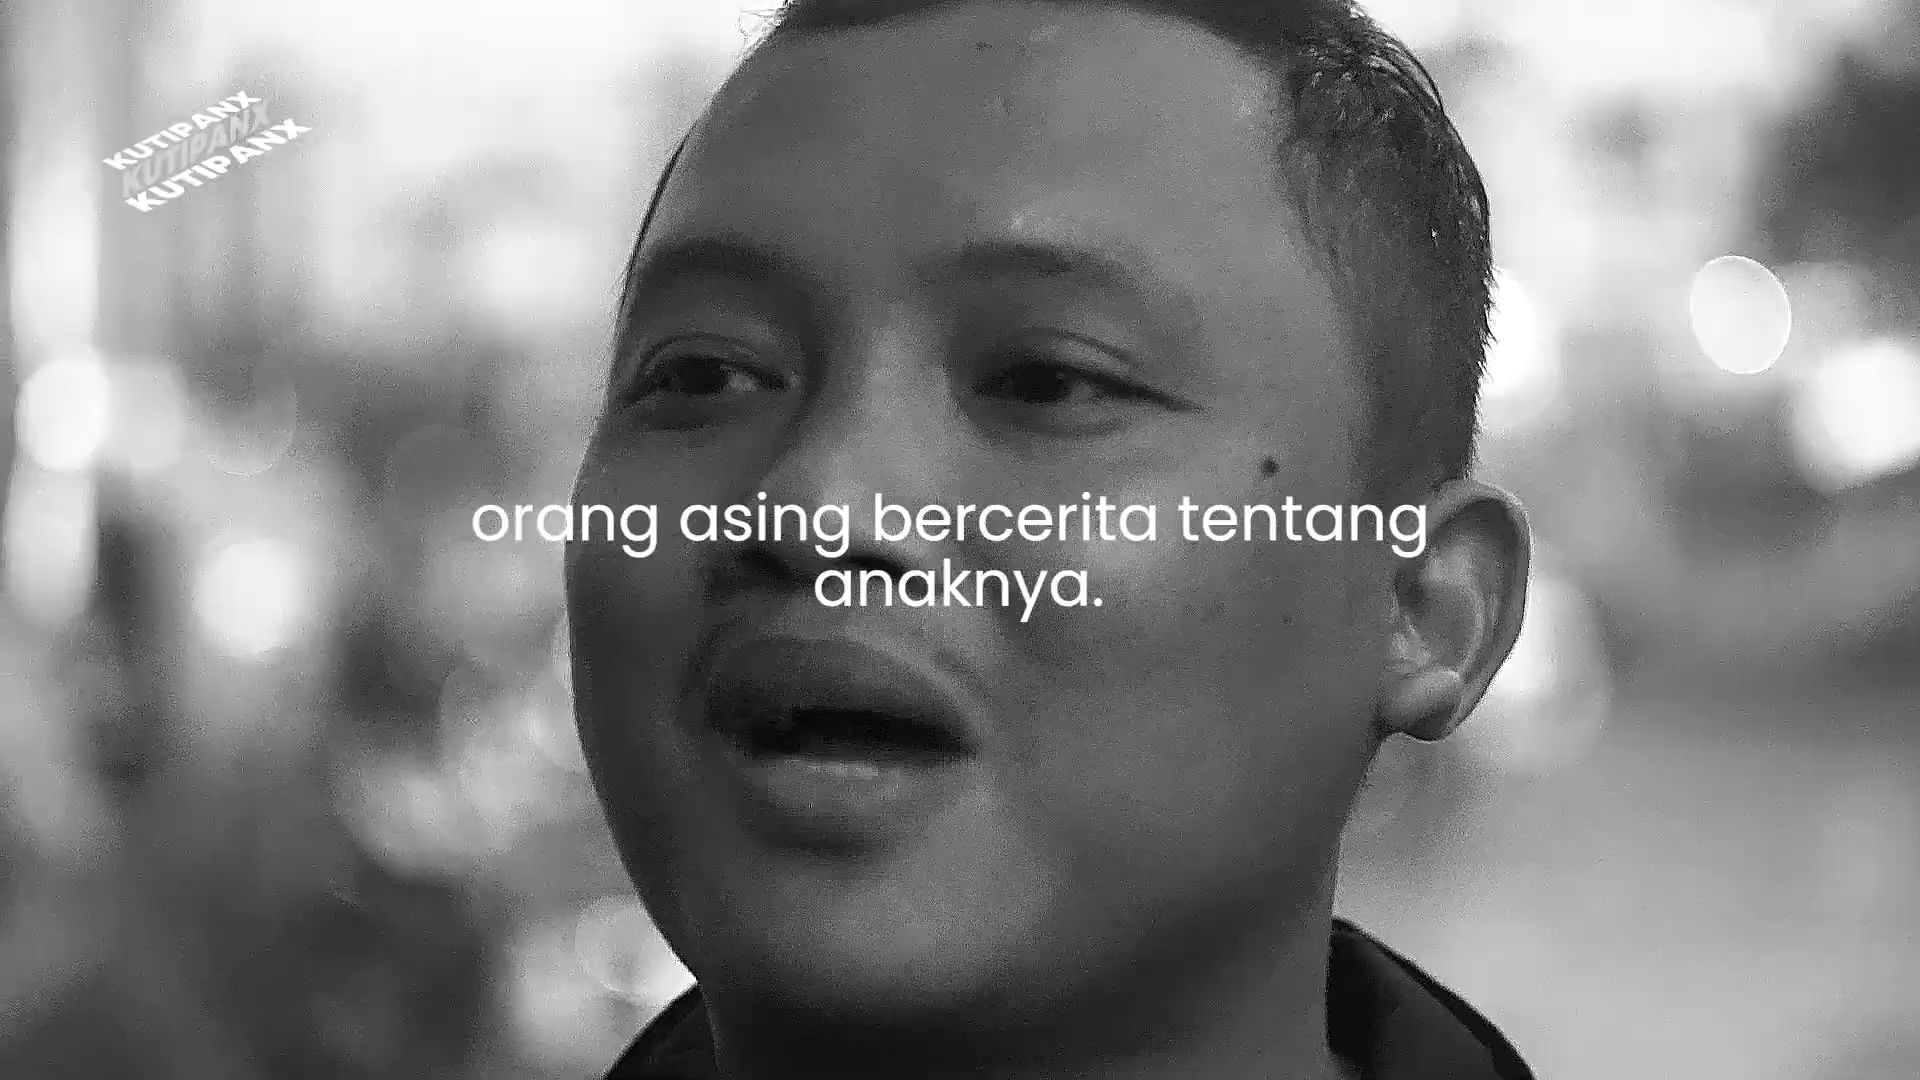 KUTIPANX
KUTIPANX
KUTIPANX
orang asing bercerita tentang
anaknya.